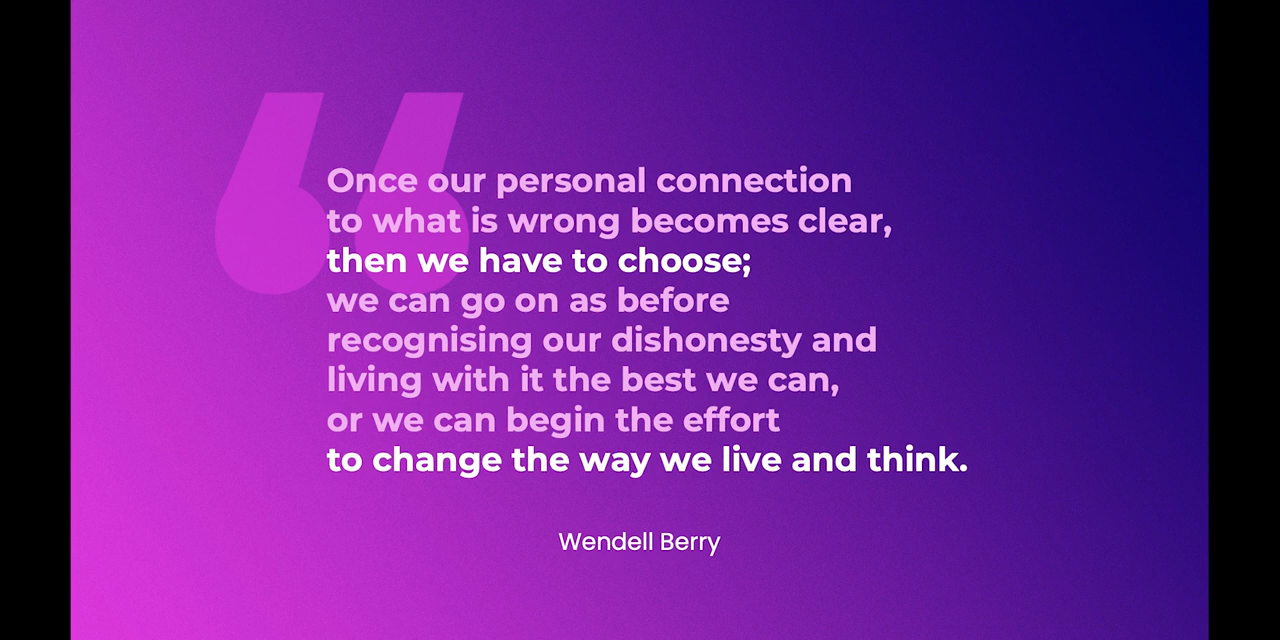 Once our personal connection
to what is wrong becomes clear,
then we have to choose;
we can go on as before
recognising our dishonesty and
living with it the best we can,
or we can begin the effort
to change the way we live and think.
Wendell Berry